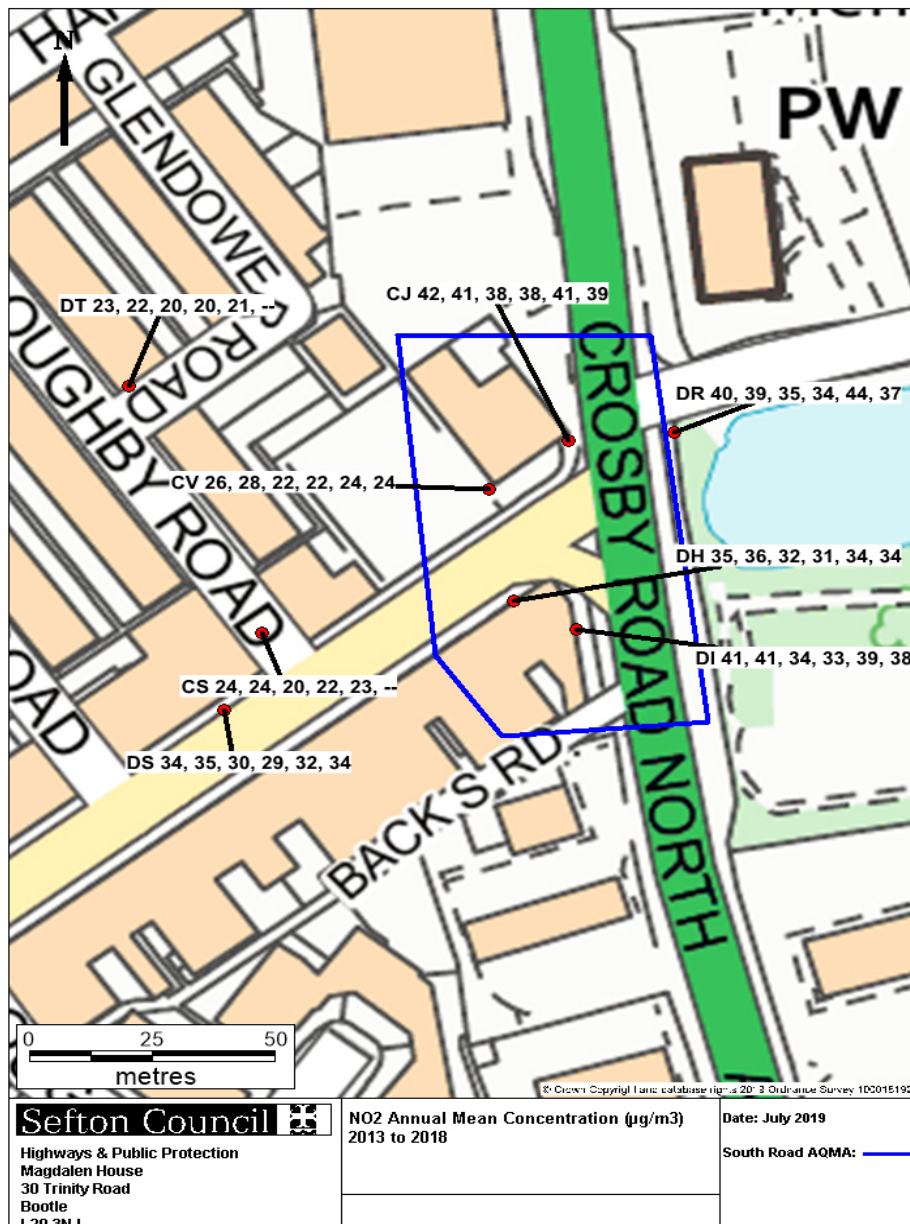 N
GLENDOWE
ROAD
PW
DT 23, 22, 20, 20, 21, --
CJ 42, 41, 38, 38, 41, 39
DR 40, 39, 35, 34, 44, 37
CV 26, 28, 22, 22, 24, 24
OUGHBY ROAD
CROSBY ROAD NORTH
DH 35, 36, 32, 31, 34, 34
DI 41, 41, 34, 33, 39, 38
CS 24, 24, 20, 22, 23, --
OAD
DS 34, 35, 30, 29, 32, 34
BACK S RD
0 25 50
metres
Sefton Council
Highways & Public Protection
Magdalen House
30 Trinity Road
Bootle
NO2 Annual Mean Concentration (µg/m3)
2013 to 2018
Date: July 2019
South Road AQMA: